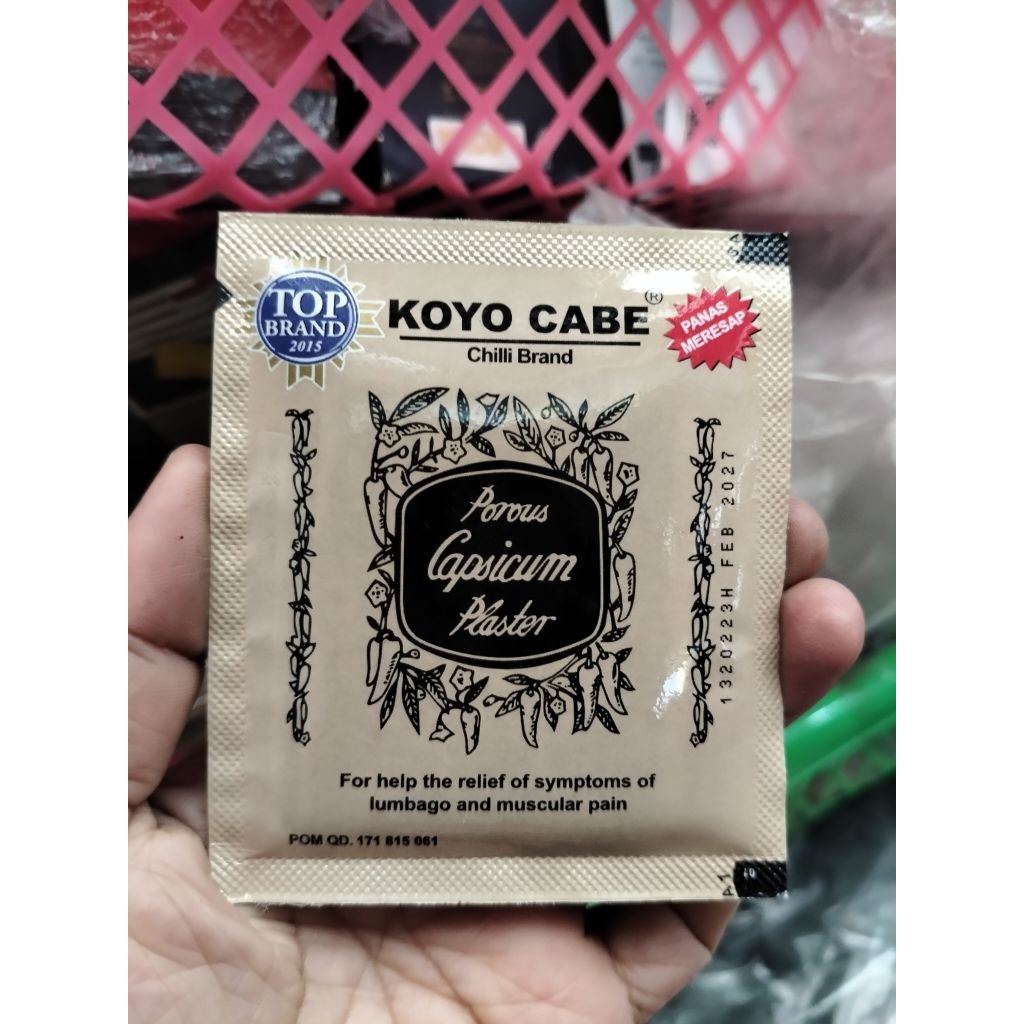 TOP
BRAND
2015
KOYO CABE®
Chilli Brand
PANAS
MERESAP
Porous
Capsicum
Plaster
1320223H FEB 2027
For help the relief of symptoms of
lumbago and muscular pain
POM QD. 171 815 061